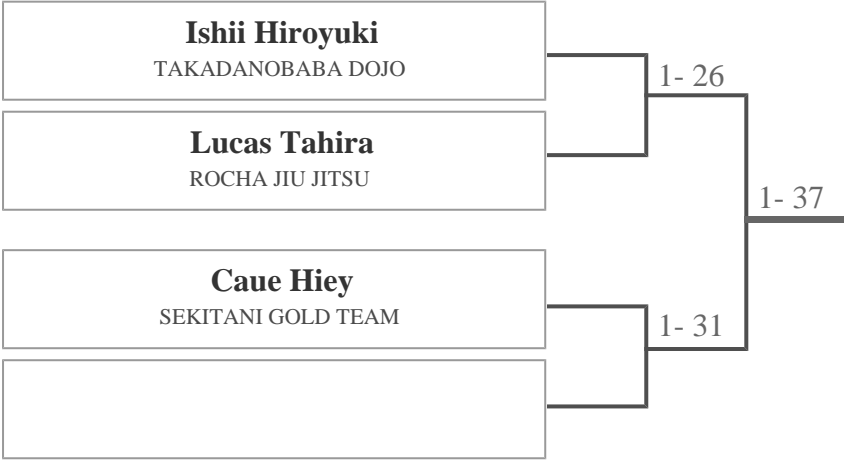 Ishii Hiroyuki
TAKADANOBABA DOJO
1- 26
Lucas Tahira
ROCHA JIU JITSU
1- 37
Caue Hiey
SEKITANI GOLD TEAM
1- 31